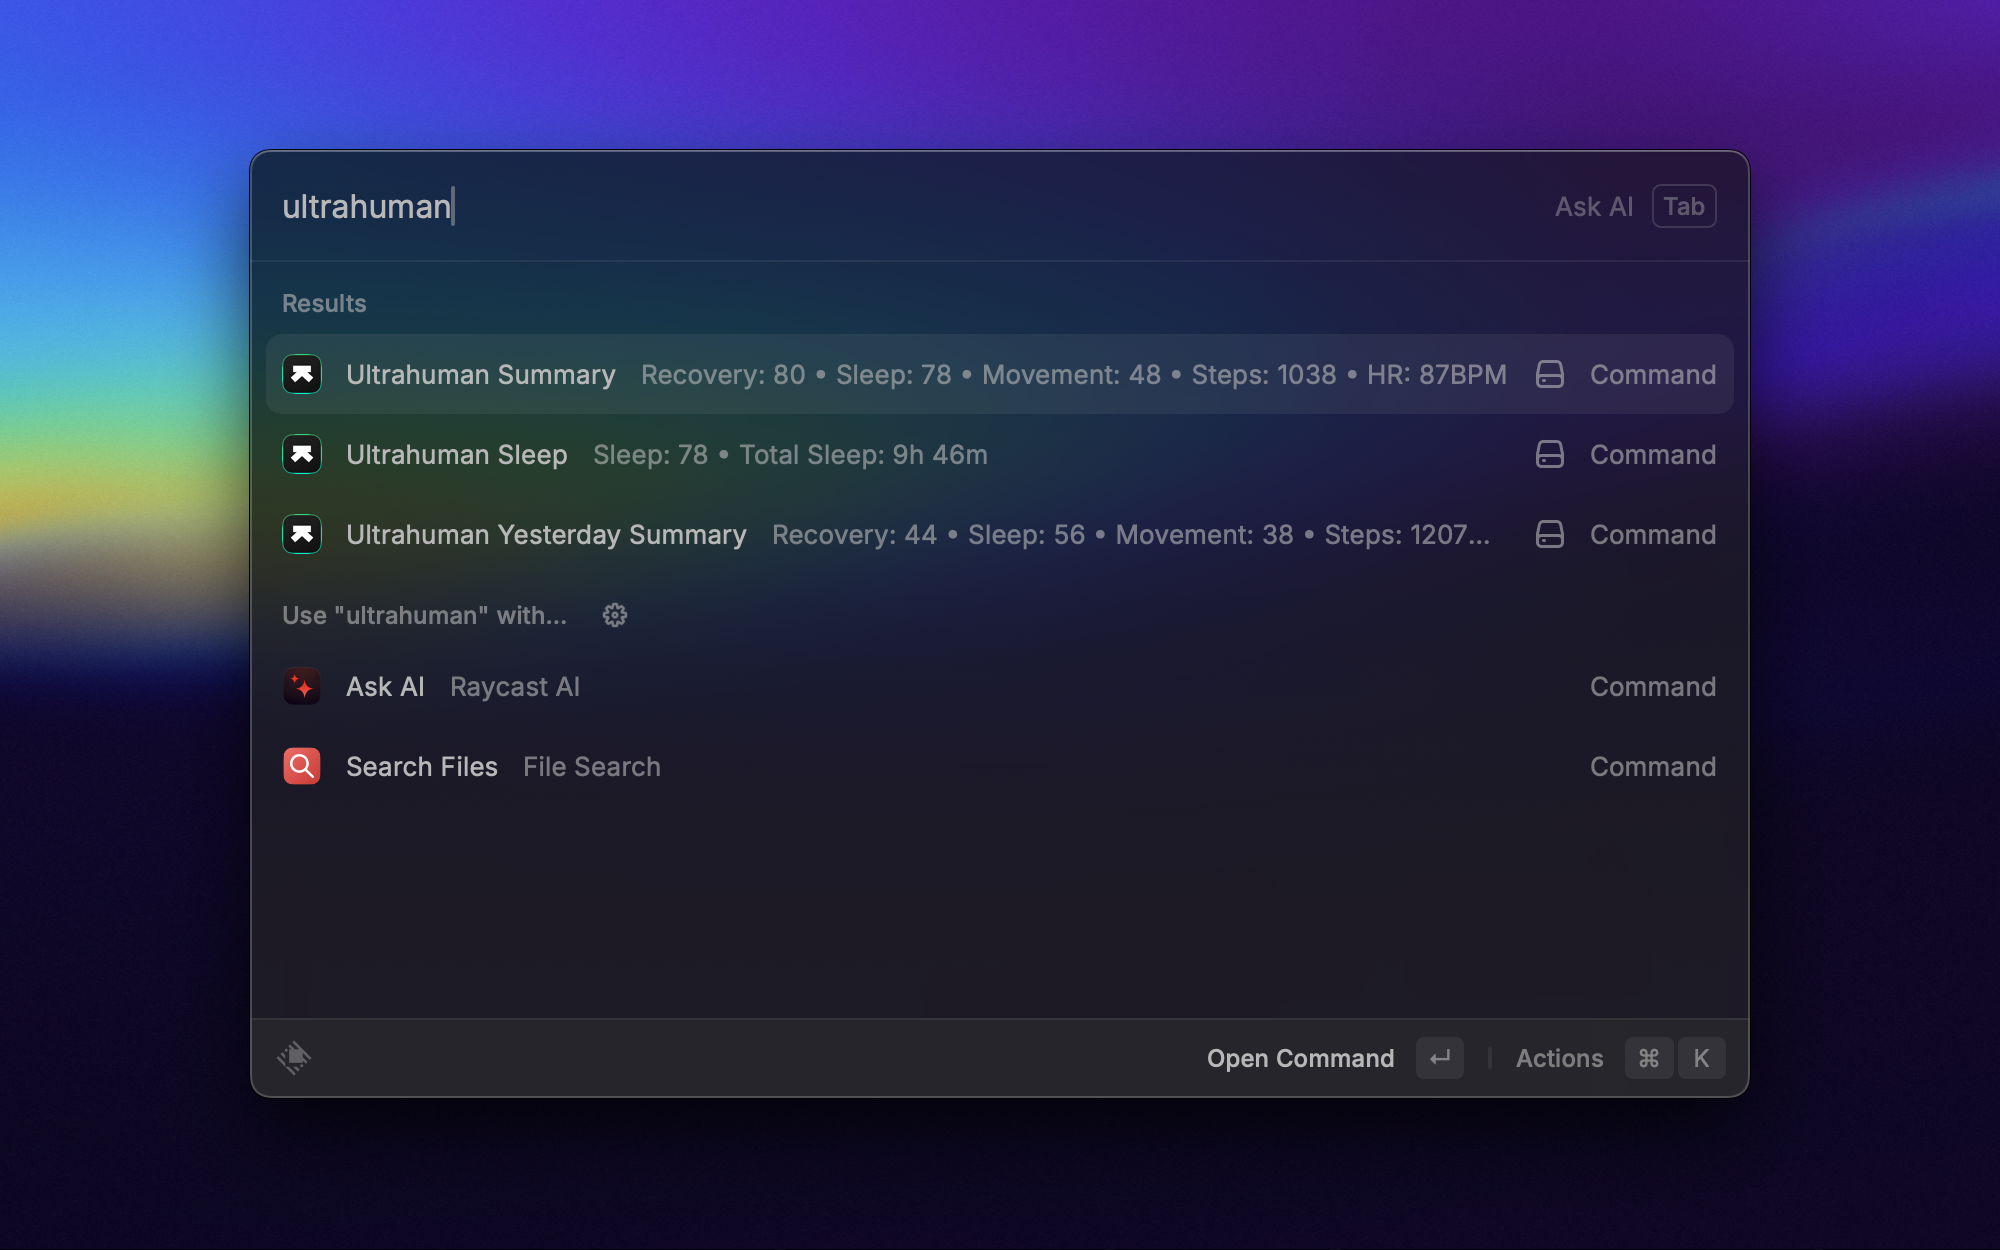 ultrahuman Ask AI Tab
Results
Ultrahuman Summary Recovery: 80 • Sleep: 78 • Movement: 48 • Steps: 1038 • HR: 87BPM Command
Ultrahuman Sleep Sleep: 78 • Total Sleep: 9h 46m Command
Ultrahuman Yesterday Summary Recovery: 44 • Sleep: 56 • Movement: 38 • Steps: 1207... Command
Use "ultrahuman" with...
Ask AI Raycast AI Command
Search Files File Search Command
Open Command ↵ Actions ⌘ K